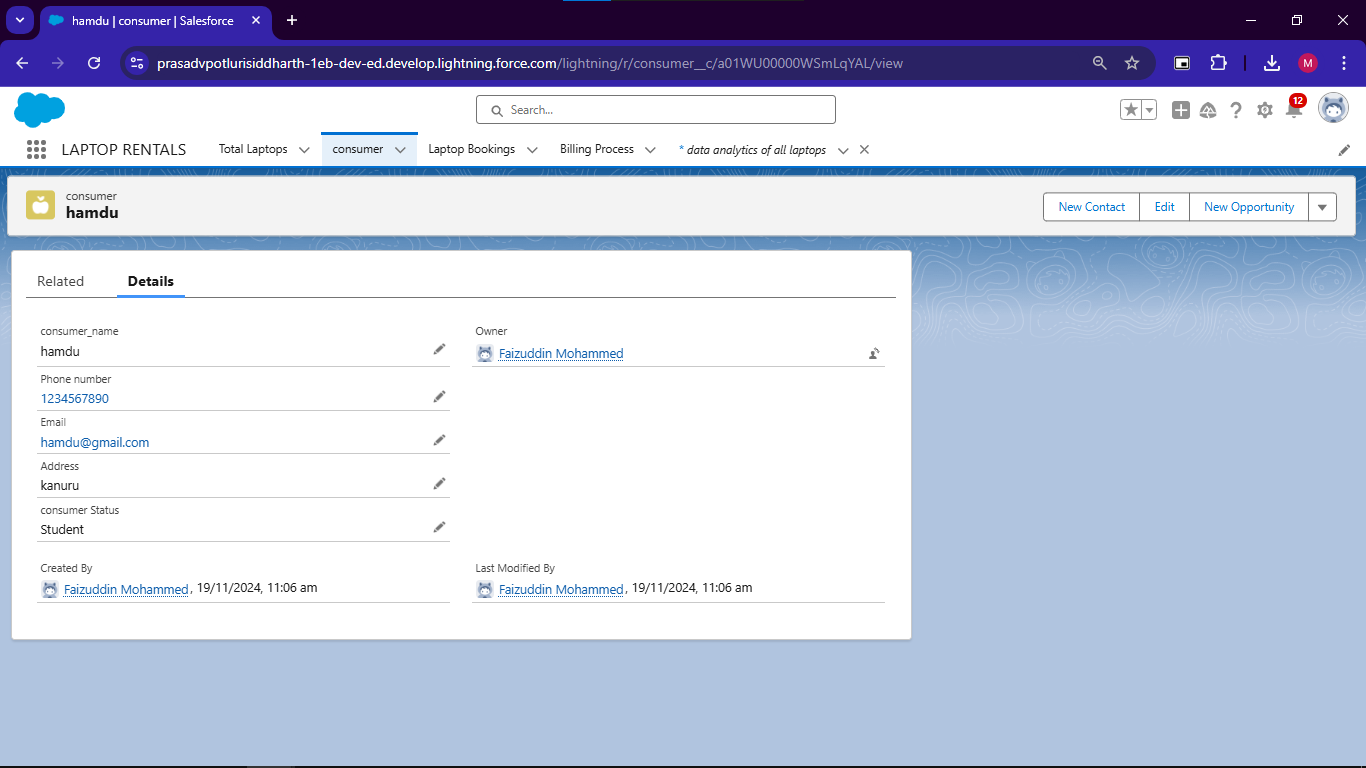 hamdu | consumer | Salesforce
prasadvpotlurisiddharth-1eb-dev-ed.develop.lightning.force.com/lightning/r/consumer__c/a01WU00000WSmLqYAL/view
M
Search...
12
LAPTOP RENTALS Total Laptops consumer Laptop Bookings Billing Process * data analytics of all laptops
consumer
hamdu
New Contact Edit New Opportunity
Related Details
consumer_name Owner
hamdu Faizuddin Mohammed
Phone number
1234567890
Email
hamdu@gmail.com
Address
kanuru
consumer Status
Student
Created By Last Modified By
Faizuddin Mohammed, 19/11/2024, 11:06 am Faizuddin Mohammed, 19/11/2024, 11:06 am